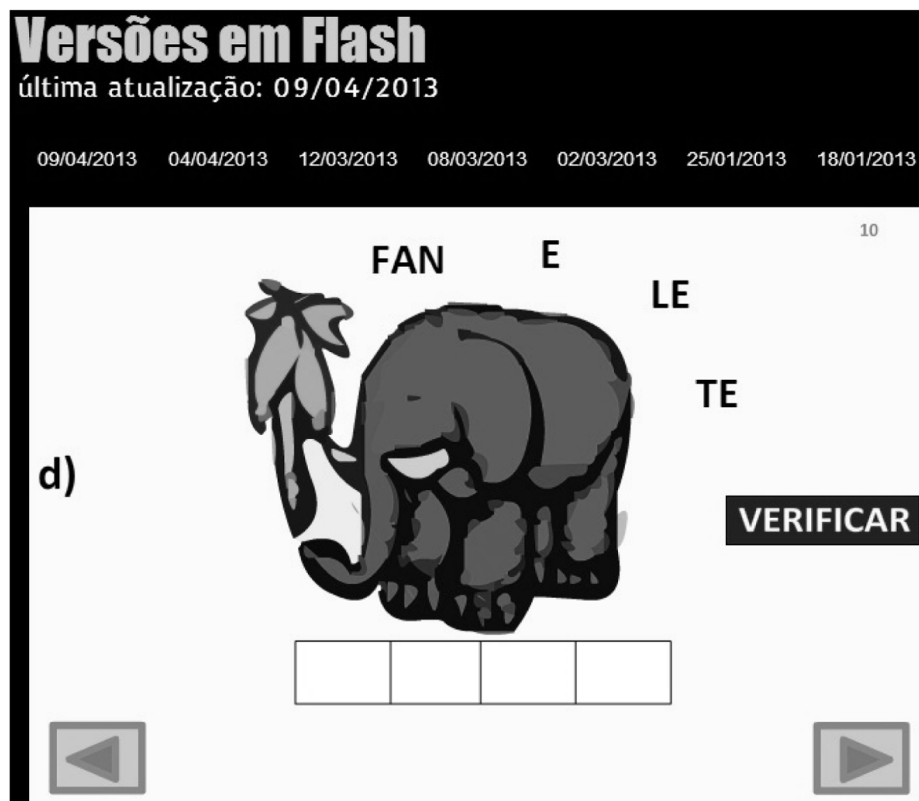 Versões em Flash
última atualização: 09/04/2013
09/04/2013 04/04/2013 12/03/2013 08/03/2013 02/03/2013 25/01/2013 18/01/2013
10
FAN E
LE
TE
d)
VERIFICAR